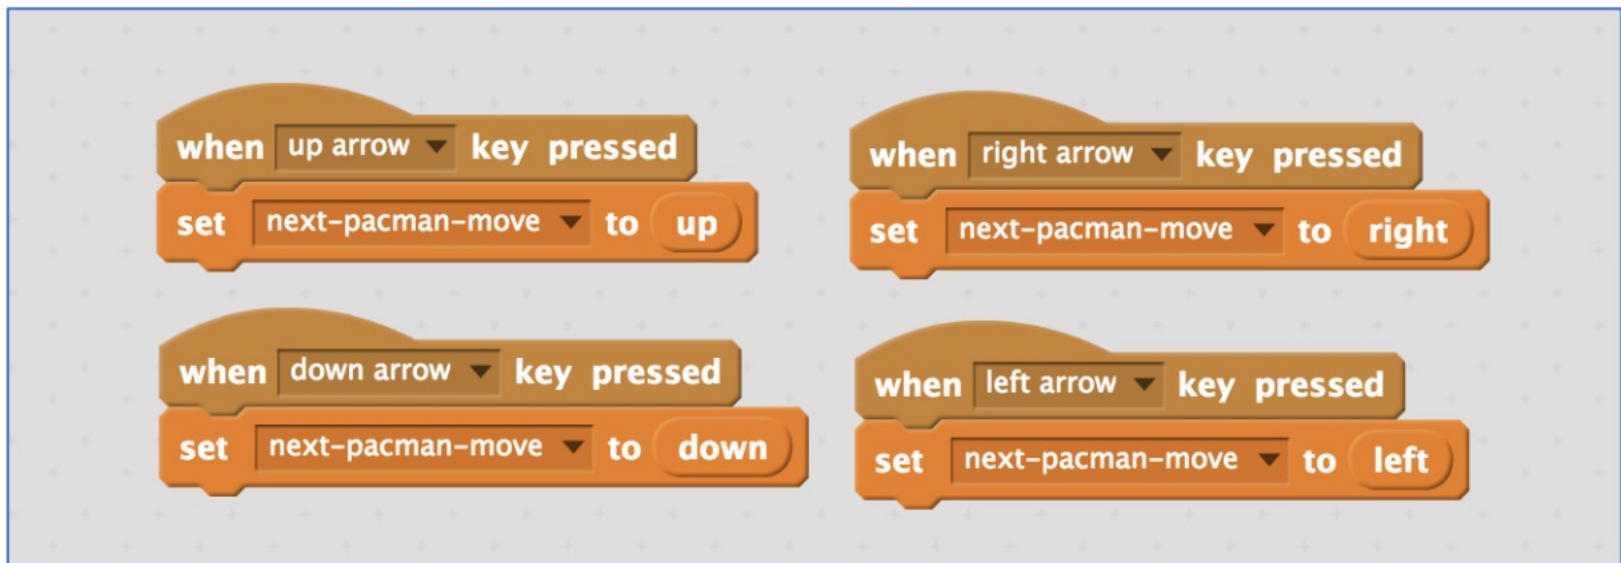 when up arrow key pressed
set next-pacman-move to up
when right arrow key pressed
set next-pacman-move to right
when down arrow key pressed
set next-pacman-move to down
when left arrow key pressed
set next-pacman-move to left